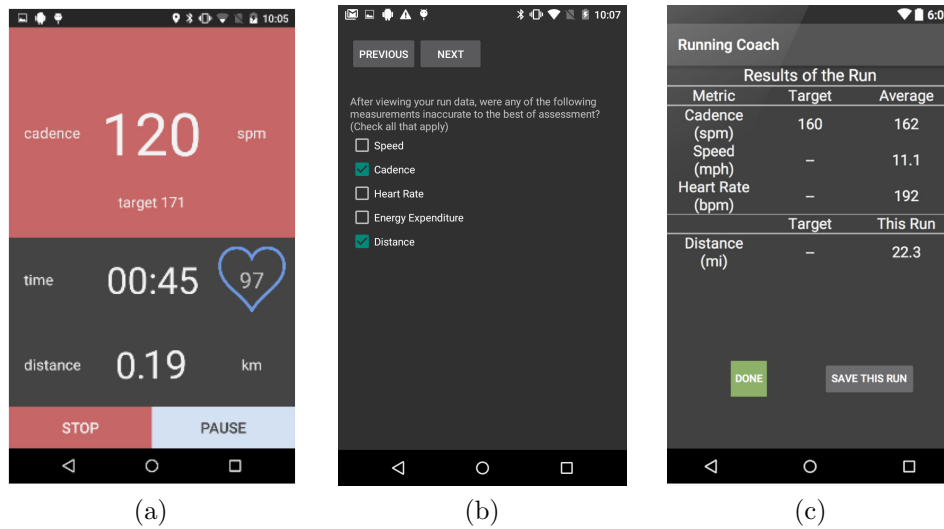 10:05
cadence 120 spm
target 171
time 00:45 97
distance 0.19 km
STOP PAUSE
(a)
10:07
PREVIOUS NEXT
After viewing your run data, were any of the following
measurements inaccurate to the best of assessment?
(Check all that apply)
Speed
Cadence
Heart Rate
Energy Expenditure
Distance
(b)
6:0
Running Coach
Results of the Run
Metric Target Average
Cadence
(spm) 160 162
Speed
(mph) – 11.1
Heart Rate
(bpm) – 192
Target This Run
Distance
(mi) – 22.3
DONE SAVE THIS RUN
(c)